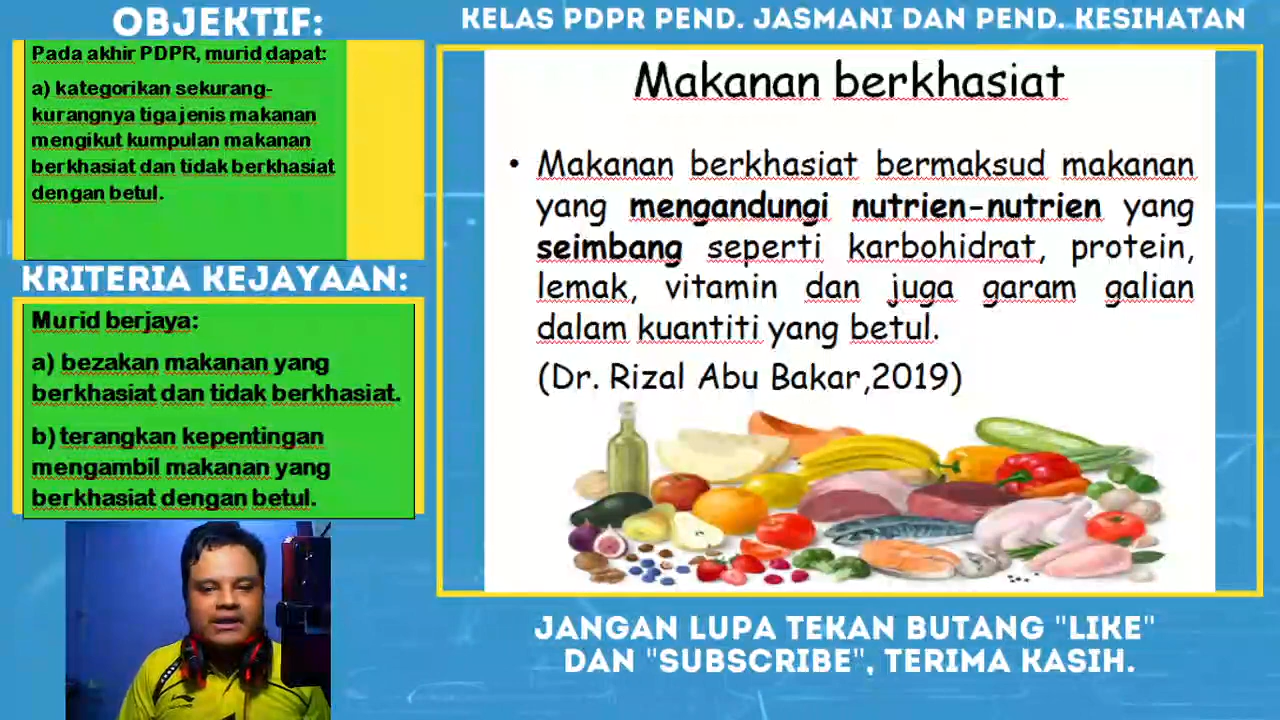 OBJEKTIF:
Pada akhir PDPR, murid dapat:
a) kategorikan sekurang-
kurangnya tiga jenis makanan
mengikut kumpulan makanan
berkhasiat dan tidak berkhasiat
dengan betul.
KRITERIA KEJAYAAN:
Murid berjaya:
a) bezakan makanan yang
berkhasiat dan tidak berkhasiat.
b) terangkan kepentingan
mengambil makanan yang
berkhasiat dengan betul.
KELAS PDPR PEND. JASMANI DAN PEND. KESIHATAN
Makanan berkhasiat
• Makanan berkhasiat bermaksud makanan
yang mengandungi nutrien-nutrien yang
seimbang seperti karbohidrat, protein,
lemak, vitamin dan juga garam galian
dalam kuantiti yang betul.
(Dr. Rizal Abu Bakar,2019)
JANGAN LUPA TEKAN BUTANG "LIKE"
DAN "SUBSCRIBE", TERIMA KASIH.